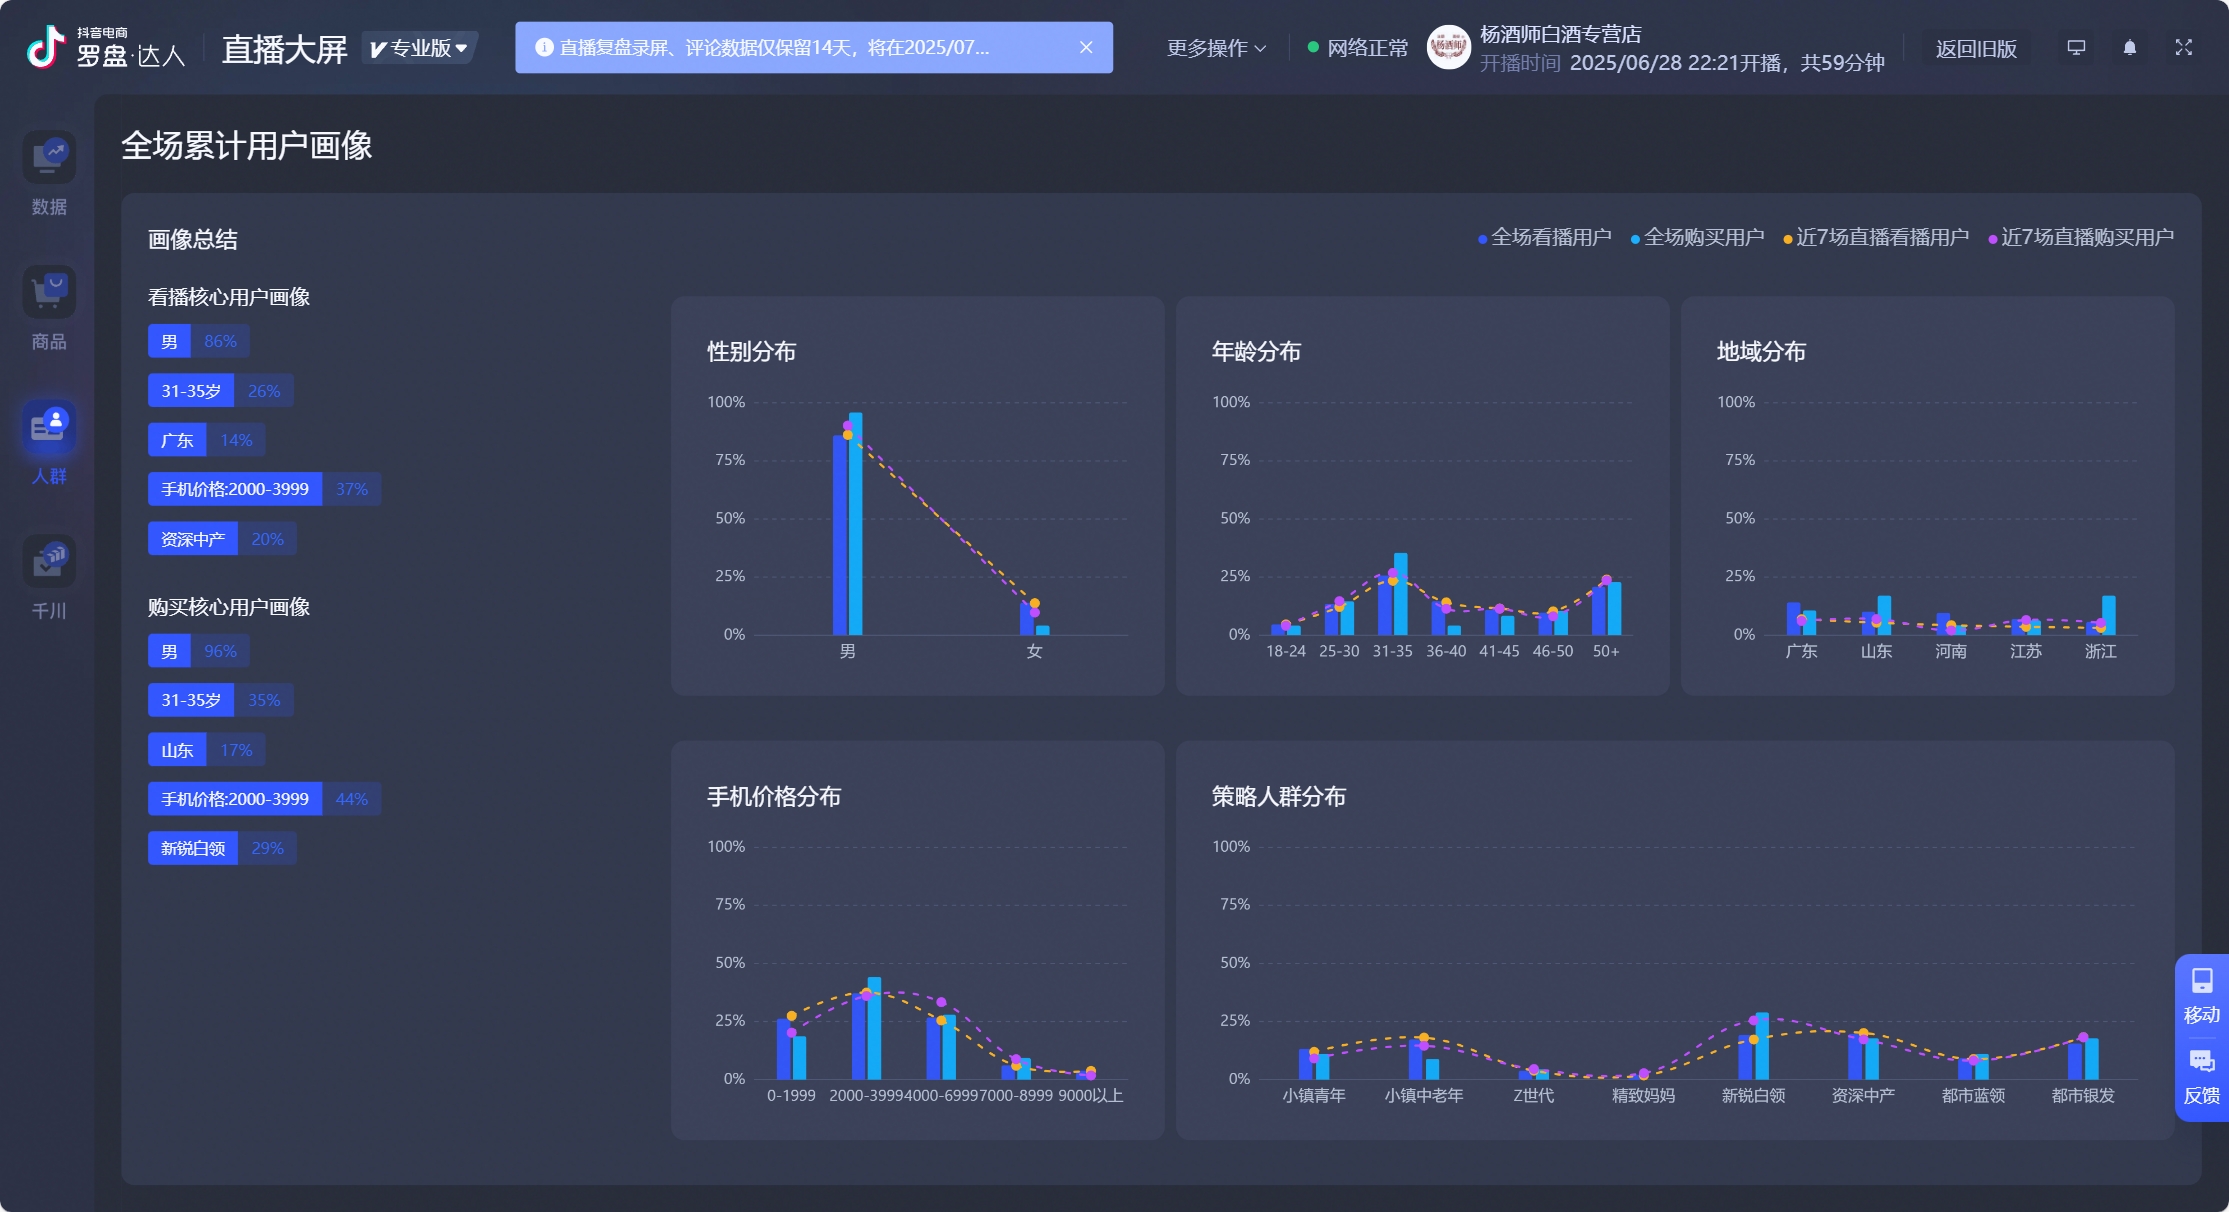 抖音电商
罗盘·达人
直播大屏
专业版
直播复盘录屏、评论数据仅保留14天，将在2025/07...
更多操作
网络正常
杨酒师白酒专营店
开播时间 2025/06/28 22:21开播，共59分钟
返回旧版
数据
商品
人群
千川
全场累计用户画像
画像总结
全场看播用户 全场购买用户 近7场直播看播用户 近7场直播购买用户
看播核心用户画像
男 86%
31-35岁 26%
广东 14%
手机价格:2000-3999 37%
资深中产 20%
购买核心用户画像
男 96%
31-35岁 35%
山东 17%
手机价格:2000-3999 44%
新锐白领 29%
性别分布
100%
75%
50%
25%
0%
男 女
年龄分布
100%
75%
50%
25%
0%
18-24 25-30 31-35 36-40 41-45 46-50 50+
地域分布
100%
75%
50%
25%
0%
广东 山东 河南 江苏 浙江
手机价格分布
100%
75%
50%
25%
0%
0-1999 2000-3999 4000-6999 7000-8999 9000以上
策略人群分布
100%
75%
50%
25%
0%
小镇青年 小镇中老年 Z世代 精致妈妈 新锐白领 资深中产 都市蓝领 都市银发
移动
反馈